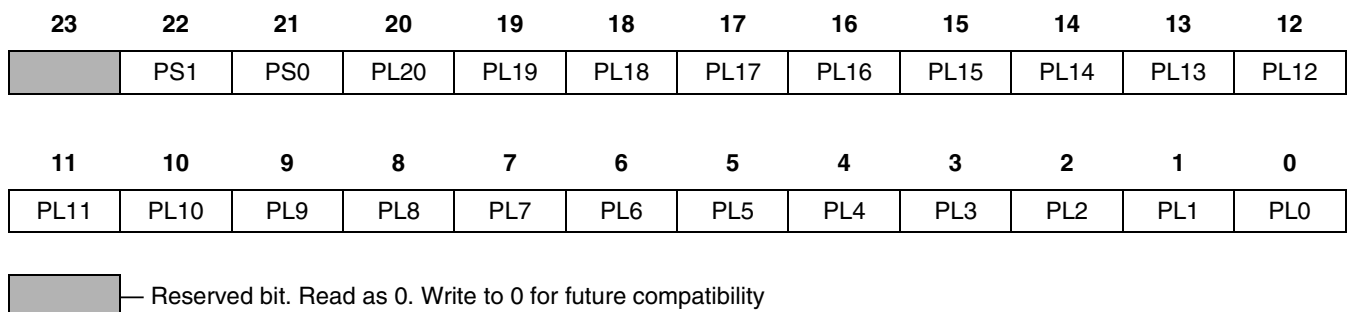 23 22 21 20 19 18 17 16 15 14 13 12
PS1 PS0 PL20 PL19 PL18 PL17 PL16 PL15 PL14 PL13 PL12
11 10 9 8 7 6 5 4 3 2 1 0
PL11 PL10 PL9 PL8 PL7 PL6 PL5 PL4 PL3 PL2 PL1 PL0
— Reserved bit. Read as 0. Write to 0 for future compatibility